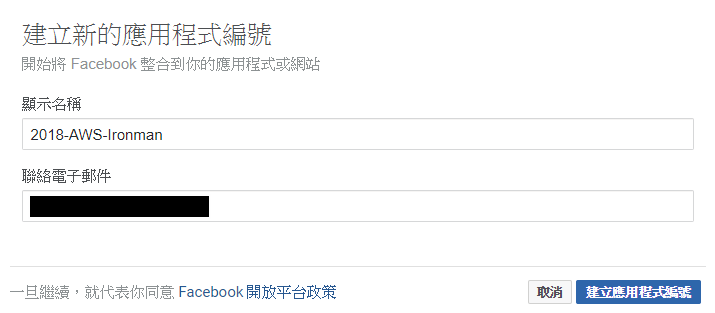 建立新的應用程式編號
開始將 Facebook 整合到你的應用程式或網站
顯示名稱
2018-AWS-Ironman
聯絡電子郵件
一旦繼續，就代表你同意 Facebook 開放平台政策
取消
建立應用程式編號